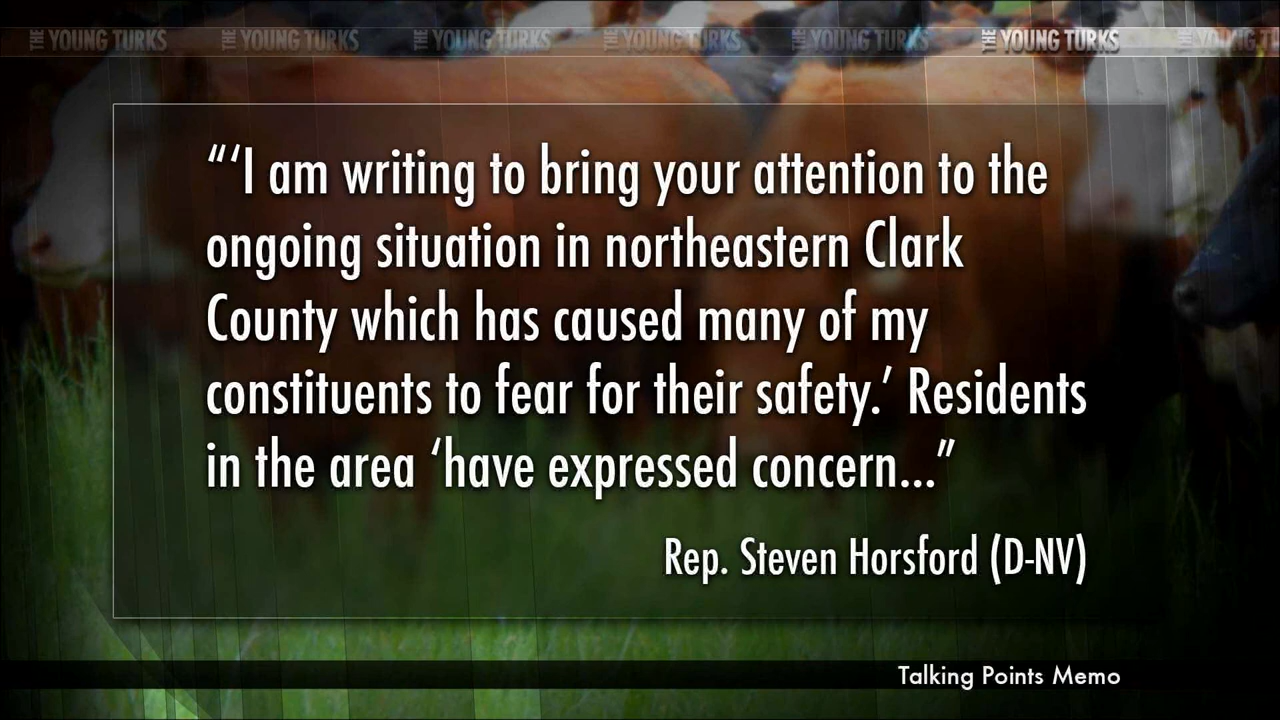 THE YOUNG TURKS THE YOUNG TURKS THE YOUNG TURKS THE YOUNG TURKS THE YOUNG TURKS THE YOUNG TURKS THE YOUNG T
“‘I am writing to bring your attention to the
ongoing situation in northeastern Clark
County which has caused many of my
constituents to fear for their safety.’ Residents
in the area ‘have expressed concern...”
Rep. Steven Horsford (D-NV)
Talking Points Memo